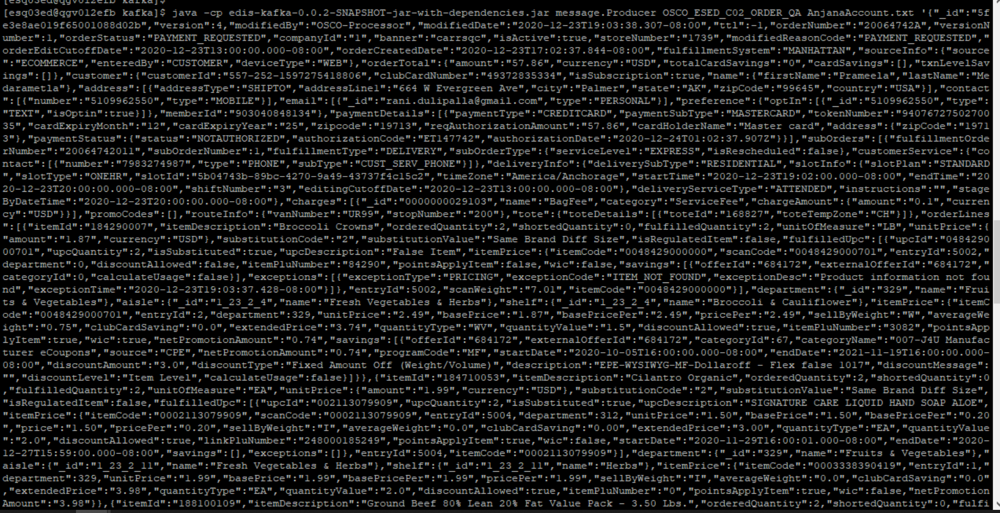 [esq03ed@qgv012efb kafka]$
[esq03ed@qgv012efb kafka]$ java -cp edis-kafka-0.0.2-SNAPSHOT-jar-with-dependencies.jar message.Producer OSCO_ESED_C02_ORDER_QA AnjanaAccount.txt '{"_id":"5f
e3e8ae019f65001088d02b","version":4,"modifiedBy":"OSCO-Processor","modifiedDate":"2020-12-23T19:03:38.307-08:00","ttl":-1,"orderNumber":"20064742A","versionN
umber":1,"orderStatus":"PAYMENT_REQUESTED","companyId":"1","banner":"carrsqc","isActive":true,"storeNumber":"1739","modifiedReasonCode":"PAYMENT_REQUESTED","
orderEditCutoffDate":"2020-12-23T13:00:00.000-08:00","orderCreatedDate":"2020-12-23T17:02:37.844-08:00","fulfillmentSystem":"MANHATTAN","sourceInfo":{"source
":"ECOMMERCE","enteredBy":"CUSTOMER","deviceType":"WEB"},"orderTotal":{"amount":"57.86","currency":"USD","totalCardSavings":"0","cardSavings":[],"txnLevelSav
ings":[]},"customer":{"customerId":"557-252-1597275418806","clubCardNumber":"49372835334","isSubscription":true,"name":{"firstName":"Prameela","lastName":"Me
darametla"},"address":[{"addressType":"SHIPTO","addressLine1":"664 W Evergreen Ave","city":"Palmer","state":"AK","zipCode":"99645","country":"USA"}],"contact
":[{"number":"5109962550","type":"MOBILE"}],"email":[{"_id":"rani.dulipalla@gmail.com","type":"PERSONAL"}],"preference":{"optIn":[{"_id":"5109962550","type":
"TEXT","isOptin":true}]},"memberId":"903040848134"},"paymentDetails":[{"paymentType":"CREDITCARD","paymentSubType":"MASTERCARD","tokenNumber":"94076727502700
35","cardExpiryMonth":"12","cardExpiryYear":"25","zipcode":"19713","reqAuthorizationAmount":"57.86","cardHolderName":"Master card","address":{"zipCode":"1971
3"},"paymentStatus":{"status":"NOTAUTHORIZED","authorizationCode":"ET147742","authorizationDate":"2020-12-24T01:02:37.907Z"}}],"subOrders":[{"fulfillmentOrde
rNumber":"20064742011","subOrderNumber":1,"fulfillmentType":"DELIVERY","subOrderType":{"serviceLevel":"EXPRESS","isRescheduled":false},"customerService":{"co
ntact":[{"number":"7983274987","type":"PHONE","subType":"CUST_SERV_PHONE"}]},"deliveryInfo":{"deliverySubType":"RESIDENTIAL","slotInfo":{"slotPlan":"STANDARD
","slotType":"ONEHR","slotId":"5b04743b-89bc-4270-9a49-43737f4c15c2","timeZone":"America/Anchorage","startTime":"2020-12-23T19:02:00.000-08:00","endTime":"20
20-12-23T20:00:00.000-08:00","shiftNumber":"3","editingCutoffDate":"2020-12-23T13:00:00.000-08:00"},"deliveryServiceType":"ATTENDED","instructions":"","stage
ByDateTime":"2020-12-23T20:00:00.000-08:00"},"charges":[{"_id":"0000000029103","name":"BagFee","category":"ServiceFee","chargeAmount":{"amount":"0.1","curren
cy":"USD"}}],"promoCodes":[],"routeInfo":{"vanNumber":"UR99","stopNumber":"200"},"tote":{"toteDetails":[{"toteId":"168827","toteTempZone":"CH"}]},"orderLines
":[{"itemId":"184290007","itemDescription":"Broccoli Crowns","orderedQuantity":2,"shortedQuantity":0,"fulfilledQuantity":2,"unitOfMeasure":"LB","unitPrice":{
"amount":"1.87","currency":"USD"},"substitutionCode":"2","substitutionValue":"Same Brand Diff Size","isRegulatedItem":false,"fulfilledUpc":[{"upcId":"0484290
00701","upcQuantity":2,"isSubstituted":true,"upcDescription":"False Item","itemPrice":{"itemCode":"0048429000000","scanCode":"0048429000701","entryId":5002,"
department":0,"discountAllowed":false,"itemPluNumber":"84290","pointsApplyItem":false,"wic":false,"savings":[{"offerId":"684172","externalOfferId":"684172","
categoryId":0,"calculateUsage":false}],"exceptions":[{"exceptionType":"PRICING","exceptionCode":"ITEM_NOT_FOUND","exceptionDesc":"Product information not fou
nd","exceptionTime":"2020-12-23T19:03:37.428-08:00"}]},"entryId":5002,"scanWeight":"7.01","itemCode":"0048429000000"}],"department":{"_id":"329","name":"Frui
ts & Vegetables"},"aisle":{"_id":"1_23_2_4","name":"Fresh Vegetables & Herbs"},"shelf":{"_id":"1_23_2_4","name":"Broccoli & Cauliflower"},"itemPrice":{"itemC
ode":"0048429000701","entryId":2,"department":329,"unitPrice":"2.49","basePrice":"1.87","basePricePer":"2.49","pricePer":"2.49","sellByWeight":"W","averageWe
ight":"0.75","clubCardSaving":"0.0","extendedPrice":"3.74","quantityType":"WV","quantityValue":"1.5","discountAllowed":true,"itemPluNumber":"3082","pointsApp
lyItem":true,"wic":true,"netPromotionAmount":"0.74","savings":[{"offerId":"684172","externalOfferId":"684172","categoryId":67,"categoryName":"007-J4U Manufac
turer eCoupons","source":"CPE","netPromotionAmount":"0.74","programCode":"MF","startDate":"2020-10-05T16:00:00.000-08:00","endDate":"2021-11-19T16:00:00.000-
08:00","discountAmount":"3.0","discountType":"Fixed Amount Off (Weight/Volume)","description":"EPE-WYSIWYG-MF-Dollaroff - Flex false 1017","discountMessage":
"","discountLevel":"Item Level","calculateUsage":false}]}},{"itemId":"184710053","itemDescription":"Cilantro Organic","orderedQuantity":2,"shortedQuantity":0
,"fulfilledQuantity":2,"unitOfMeasure":"EA","unitPrice":{"amount":"1.99","currency":"USD"},"substitutionCode":"2","substitutionValue":"Same Brand Diff Size",
"isRegulatedItem":false,"fulfilledUpc":[{"upcId":"002113079909","upcQuantity":2,"isSubstituted":true,"upcDescription":"SIGNATURE CARE LIQUID HAND SOAP ALOE",
"itemPrice":{"itemCode":"0002113079909","scanCode":"0002113079909","entryId":5004,"department":312,"unitPrice":"1.50","basePrice":"1.50","basePricePer":"0.20
","price":"1.50","pricePer":"0.20","sellByWeight":"I","averageWeight":"0.0","clubCardSaving":"0.00","extendedPrice":"3.00","quantityType":"EA","quantityValue
":"2.0","discountAllowed":true,"linkPluNumber":"248000185249","pointsApplyItem":true,"wic":false,"startDate":"2020-11-29T16:00:01.000-08:00","endDate":"2020-
12-27T15:59:00.000-08:00","savings":[],"exceptions":[]},"entryId":5004,"itemCode":"0002113079909"}],"department":{"_id":"329","name":"Fruits & Vegetables"},"
aisle":{"_id":"1_23_2_11","name":"Fresh Vegetables & Herbs"},"shelf":{"_id":"1_23_2_11","name":"Herbs"},"itemPrice":{"itemCode":"0003338390419","entryId":1,"
department":329,"unitPrice":"1.99","basePrice":"1.99","basePricePer":"1.99","pricePer":"1.99","sellByWeight":"I","averageWeight":"0.0","clubCardSaving":"0.0"
,"extendedPrice":"3.98","quantityType":"EA","quantityValue":"2.0","discountAllowed":true,"itemPluNumber":"0","pointsApplyItem":true,"wic":false,"netPromotion
Amount":"3.98"}},{"itemId":"188100109","itemDescription":"Ground Beef 80% Lean 20% Fat Value Pack - 3.50 Lbs.","orderedQuantity":2,"shortedQuantity":0,"fulfi